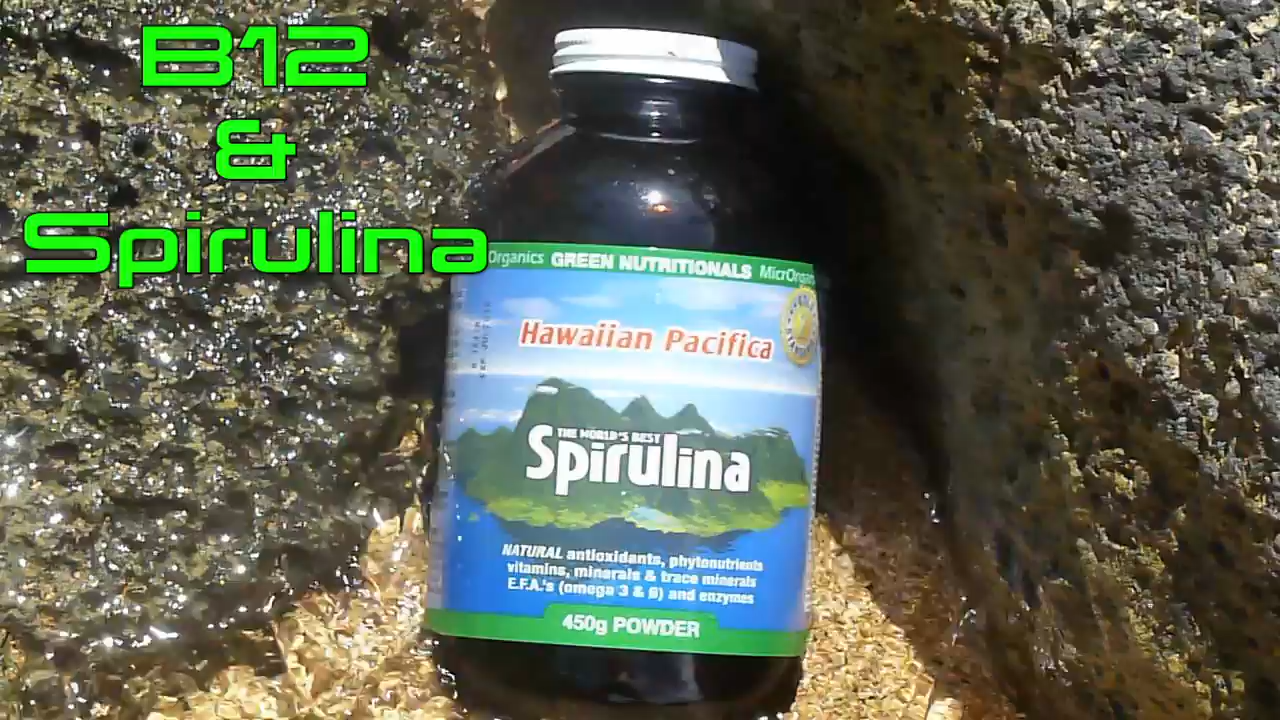 B12
&
Spirulina
Organics GREEN NUTRITIONALS
Hawaiian Pacifica
THE WORLD'S BEST
Spirulina
NATURAL antioxidants, phytonutrients
vitamins, minerals & trace minerals
E.F.A.'s (omega 3 & 6) and enzymes
450g POWDER